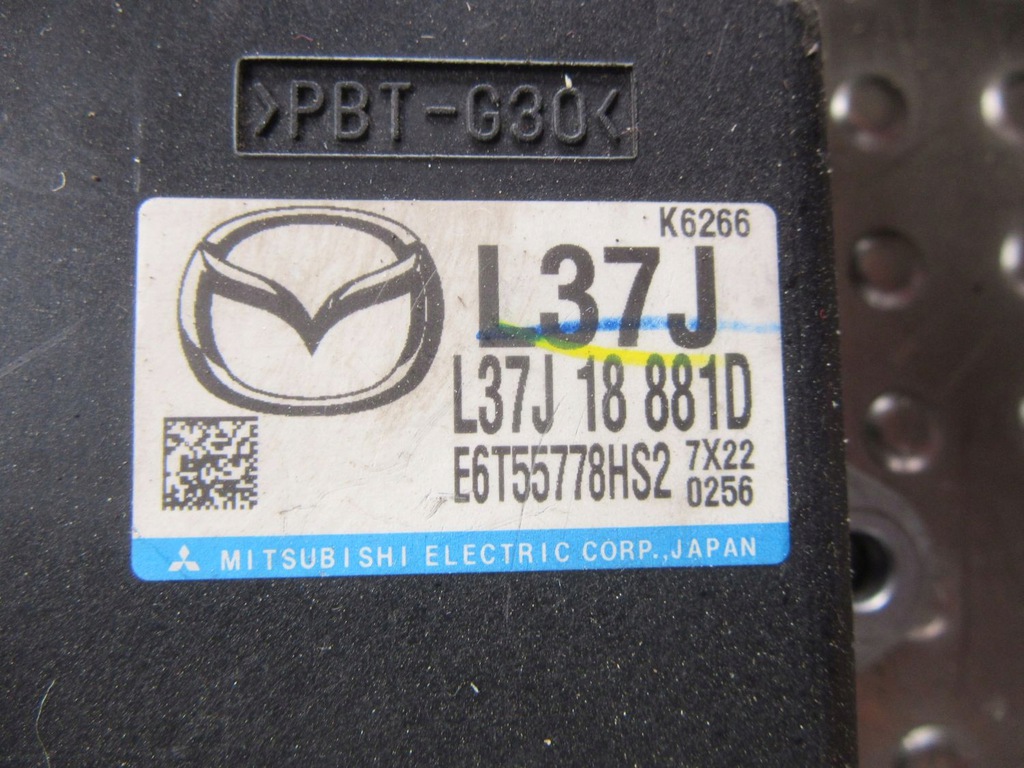 >PBT-G30<
K6266
L37J
L37J 18 881D
E6T55778HS2 7X22
0256
MITSUBISHI ELECTRIC CORP.,JAPAN